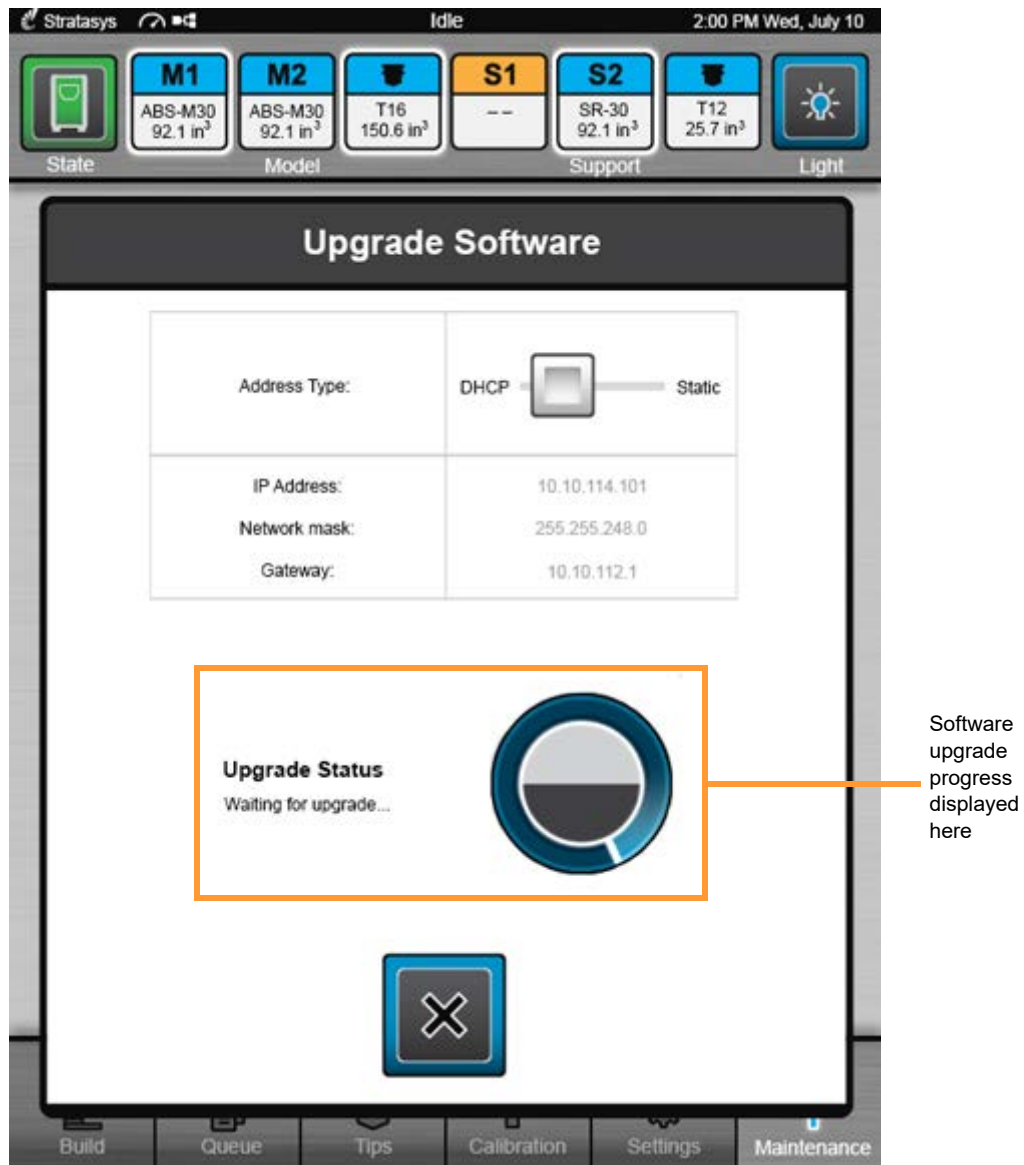 Stratasys Idle 2:00 PM Wed, July 10
M1 M2 S1 S2
ABS-M30 ABS-M30 T16 -- SR-30 T12
92.1 in³ 92.1 in³ 150.6 in³ 92.1 in³ 25.7 in³
State Model Support Light
Upgrade Software
Address Type: DHCP Static
IP Address: 10.10.114.101
Network mask: 255.255.248.0
Gateway: 10.10.112.1
Upgrade Status
Waiting for upgrade...
Software
upgrade
progress
displayed
here
Build Queue Tips Calibration Settings Maintenance